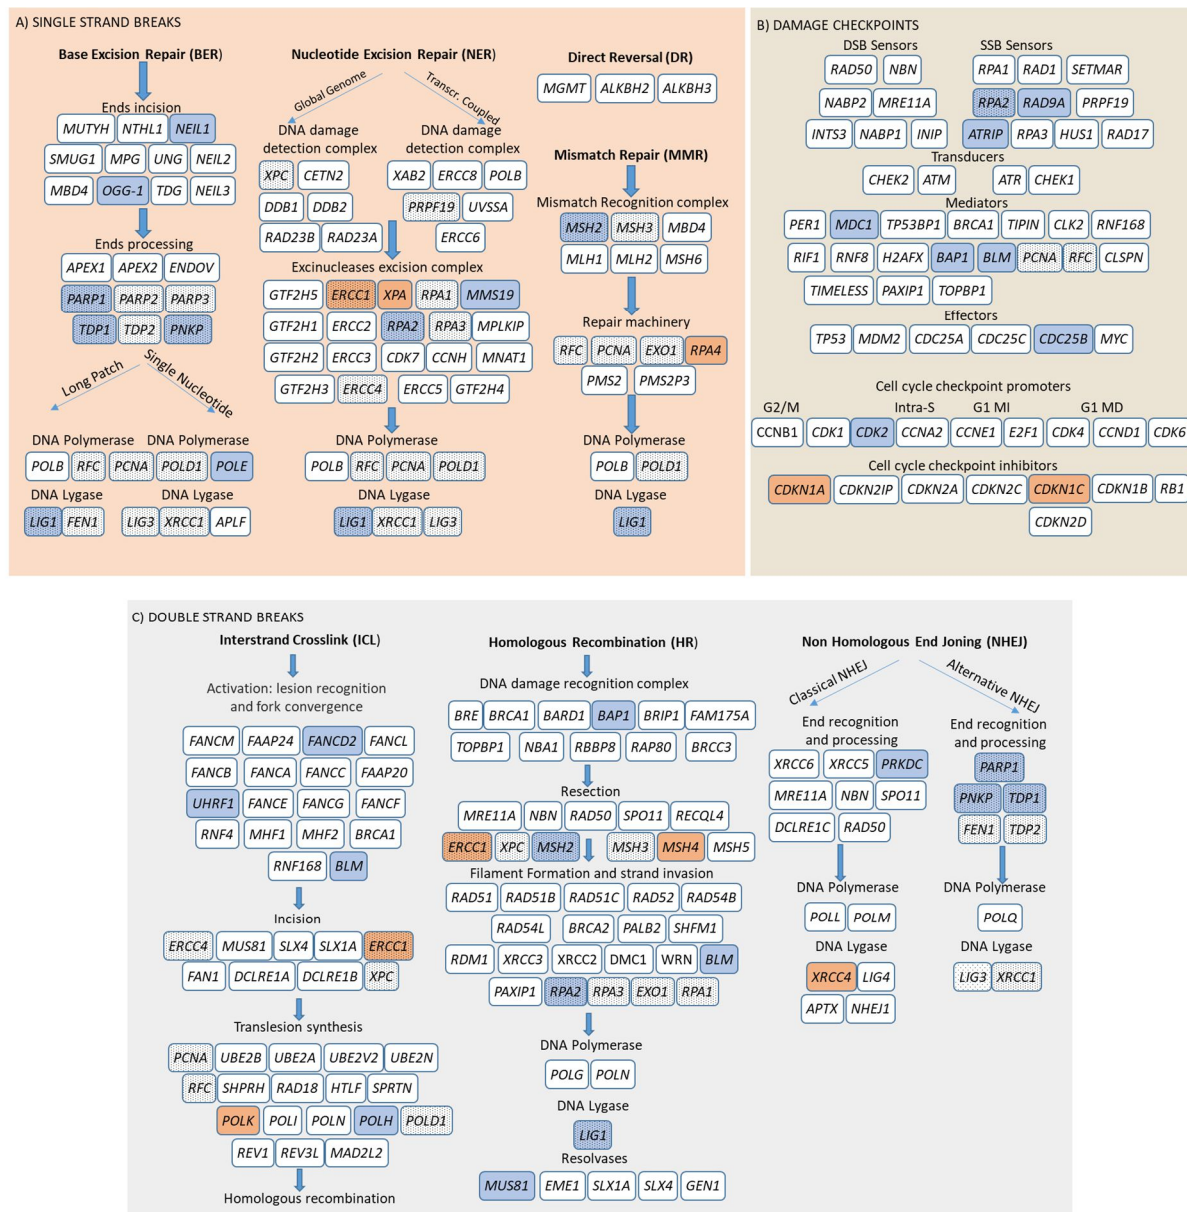 A) SINGLE STRAND BREAKS
Base Excision Repair (BER)
Ends incision
MUTYH NTHL1 NEIL1
SMUG1 MPG UNG NEIL2
MBD4 OGG-1 TDG NEIL3
Ends processing
APEX1 APEX2 ENDOV
PARP1 PARP2 PARP3
TDP1 TDP2 PNKP
Long Patch
Single Nucleotide
DNA Polymerase DNA Polymerase
POLB RFC PCNA POLD1 POLE
DNA Lygase DNA Lygase
LIG1 FEN1 LIG3 XRCC1 APLF
Nucleotide Excision Repair (NER)
Global Genome
Transcr. Coupled
DNA damage
detection complex
XPC CETN2
DDB1 DDB2
RAD23B RAD23A
DNA damage
detection complex
XAB2 ERCC8 POLB
PRPF19 UVSSA
ERCC6
Excinucleases excision complex
GTF2H5 ERCC1 XPA RPA1 MMS19
GTF2H1 ERCC2 RPA2 RPA3 MPLKIP
GTF2H2 ERCC3 CDK7 CCNH MNAT1
GTF2H3 ERCC4 ERCC5 GTF2H4
DNA Polymerase
POLB RFC PCNA POLD1
DNA Lygase
LIG1 XRCC1 LIG3
Direct Reversal (DR)
MGMT ALKBH2 ALKBH3
Mismatch Repair (MMR)
Mismatch Recognition complex
MSH2 MSH3 MBD4
MLH1 MLH2 MSH6
Repair machinery
RFC PCNA EXO1 RPA4
PMS2 PMS2P3
DNA Polymerase
POLB POLD1
DNA Lygase
LIG1
B) DAMAGE CHECKPOINTS
DSB Sensors SSB Sensors
RAD50 NBN RPA1 RAD1 SETMAR
NABP2 MRE11A RPA2 RAD9A PRPF19
INTS3 NABP1 INIP ATRIP RPA3 HUS1 RAD17
Transducers
CHEK2 ATM ATR CHEK1
Mediators
PER1 MDC1 TP53BP1 BRCA1 TIPIN CLK2 RNF168
RIF1 RNF8 H2AFX BAP1 BLM PCNA RFC CLSPN
TIMELESS PAXIP1 TOPBP1
Effectors
TP53 MDM2 CDC25A CDC25C CDC25B MYC
Cell cycle checkpoint promoters
G2/M Intra-S G1 MI G1 MD
CCNB1 CDK1 CDK2 CCNA2 CCNE1 E2F1 CDK4 CCND1 CDK6
Cell cycle checkpoint inhibitors
CDKN1A CDKN2IP CDKN2A CDKN2C CDKN1C CDKN1B RB1
CDKN2D
C) DOUBLE STRAND BREAKS
Interstrand Crosslink (ICL)
Activation: lesion recognition
and fork convergence
FANCM FAAP24 FANCD2 FANCL
FANCB FANCA FANCC FAAP20
UHRF1 FANCE FANCG FANCF
RNF4 MHF1 MHF2 BRCA1
RNF168 BLM
Incision
ERCC4 MUS81 SLX4 SLX1A ERCC1
FAN1 DCLRE1A DCLRE1B XPC
Translesion synthesis
PCNA UBE2B UBE2A UBE2V2 UBE2N
RFC SHPRH RAD18 HTLF SPRTN
POLK POLI POLN POLH POLD1
REV1 REV3L MAD2L2
Homologous recombination
Homologous Recombination (HR)
DNA damage recognition complex
BRE BRCA1 BARD1 BAP1 BRIP1 FAM175A
TOPBP1 NBA1 RBBP8 RAP80 BRCC3
Resection
MRE11A NBN RAD50 SPO11 RECQL4
ERCC1 XPC MSH2 MSH3 MSH4 MSH5
Filament Formation and strand invasion
RAD51 RAD51B RAD51C RAD52 RAD54B
RAD54L BRCA2 PALB2 SHFM1
RDM1 XRCC3 XRCC2 DMC1 WRN BLM
PAXIP1 RPA2 RPA3 EXO1 RPA1
DNA Polymerase
POLG POLN
DNA Lygase
LIG1
Resolvases
MUS81 EME1 SLX1A SLX4 GEN1
Non Homologous End Joning (NHEJ)
Classical NHEJ
Alternative NHEJ
End recognition
and processing
XRCC6 XRCC5 PRKDC
MRE11A NBN SPO11
DCLRE1C RAD50
DNA Polymerase
POLL POLM
DNA Lygase
XRCC4 LIG4
APTX NHEJ1
End recognition
and processing
PARP1
PNKP TDP1
FEN1 TDP2
DNA Polymerase
POLQ
DNA Lygase
LIG3 XRCC1